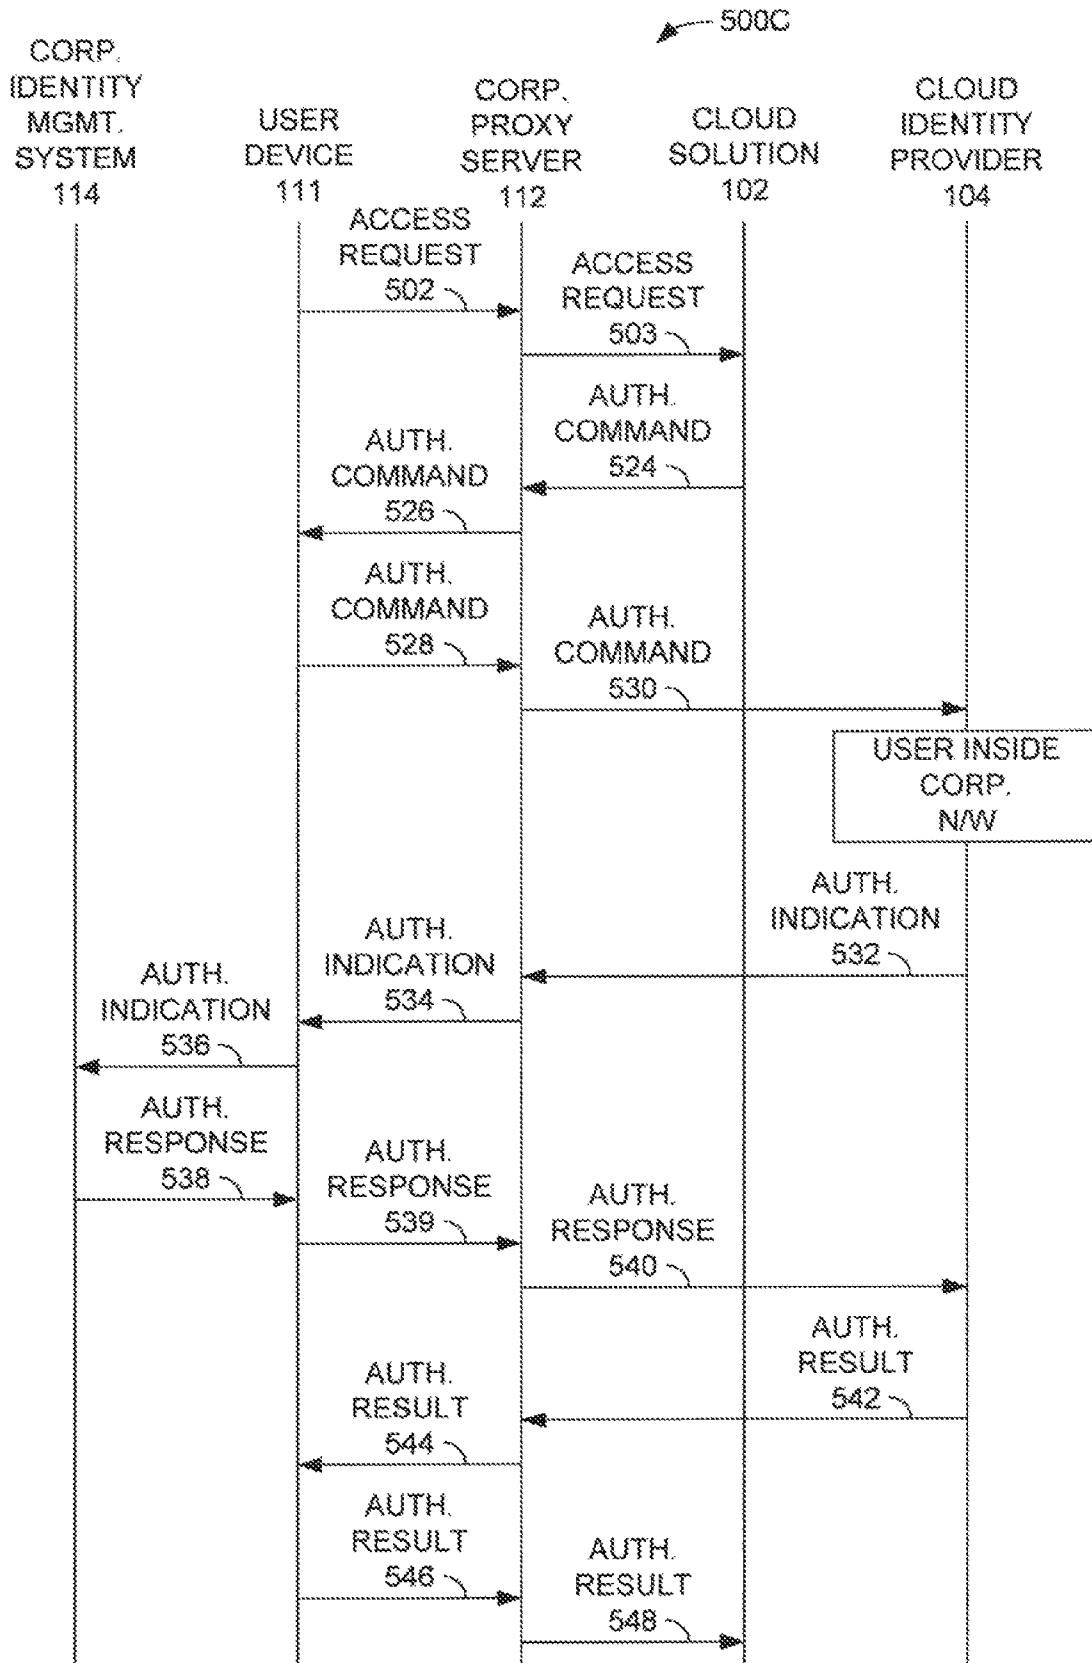 500C
CORP.
IDENTITY
MGMT.
SYSTEM
114
USER
DEVICE
111
CORP.
PROXY
SERVER
112
CLOUD
SOLUTION
102
CLOUD
IDENTITY
PROVIDER
104
ACCESS
REQUEST
502
ACCESS
REQUEST
503
AUTH.
COMMAND
524
AUTH.
COMMAND
526
AUTH.
COMMAND
528
AUTH.
COMMAND
530
USER INSIDE
CORP.
N/W
AUTH.
INDICATION
532
AUTH.
INDICATION
534
AUTH.
INDICATION
536
AUTH.
RESPONSE
538
AUTH.
RESPONSE
539
AUTH.
RESPONSE
540
AUTH.
RESULT
542
AUTH.
RESULT
544
AUTH.
RESULT
546
AUTH.
RESULT
548